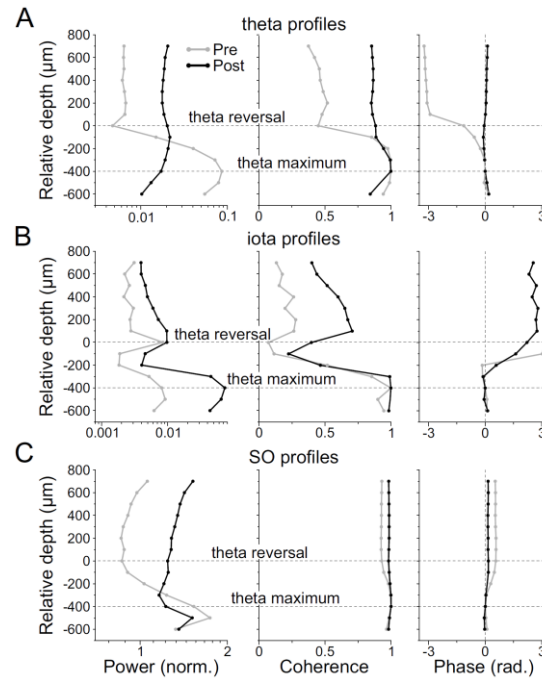 A
theta profiles
Relative depth (µm)
800
600
400
200
0
-200
-400
-600
Pre
Post
theta reversal
theta maximum
0.01
0.1
0
0.5
1
-3
0
3
B
iota profiles
Relative depth (µm)
800
600
400
200
0
-200
-400
-600
theta reversal
theta maximum
0.001
0.01
0
0.5
1
-3
0
3
C
SO profiles
Relative depth (µm)
800
600
400
200
0
-200
-400
-600
theta reversal
theta maximum
1
2
0
0.5
1
-3
0
3
Power (norm.)
Coherence
Phase (rad.)